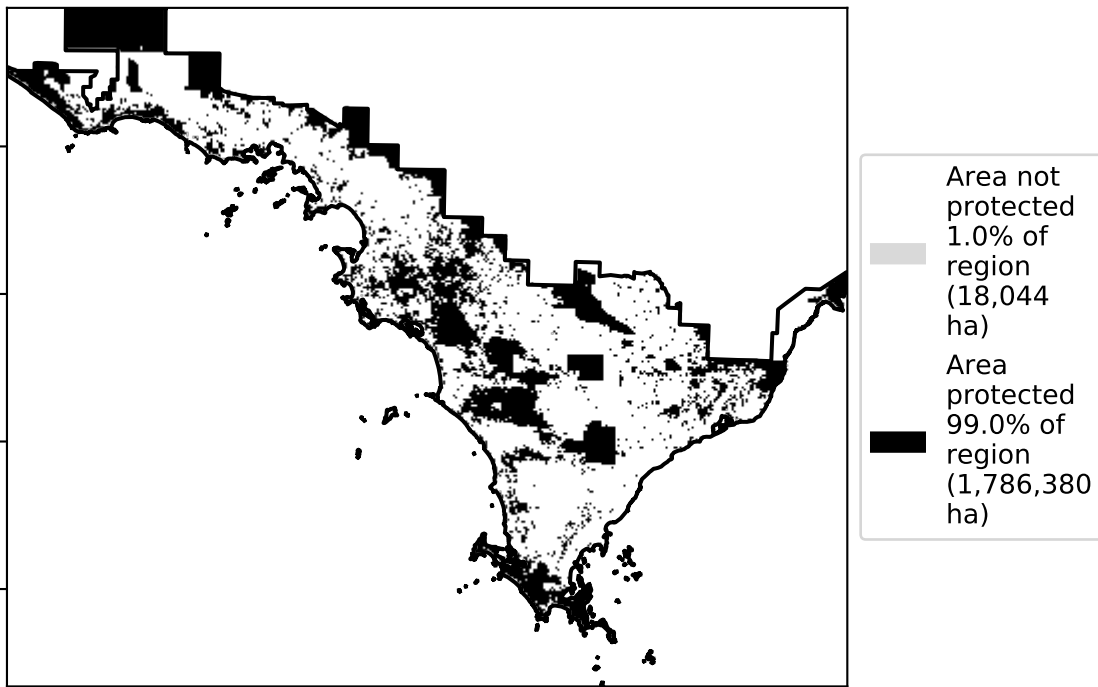 Area not
protected
1.0% of
region
(18,044
ha)
Area
protected
99.0% of
region
(1,786,380
ha)